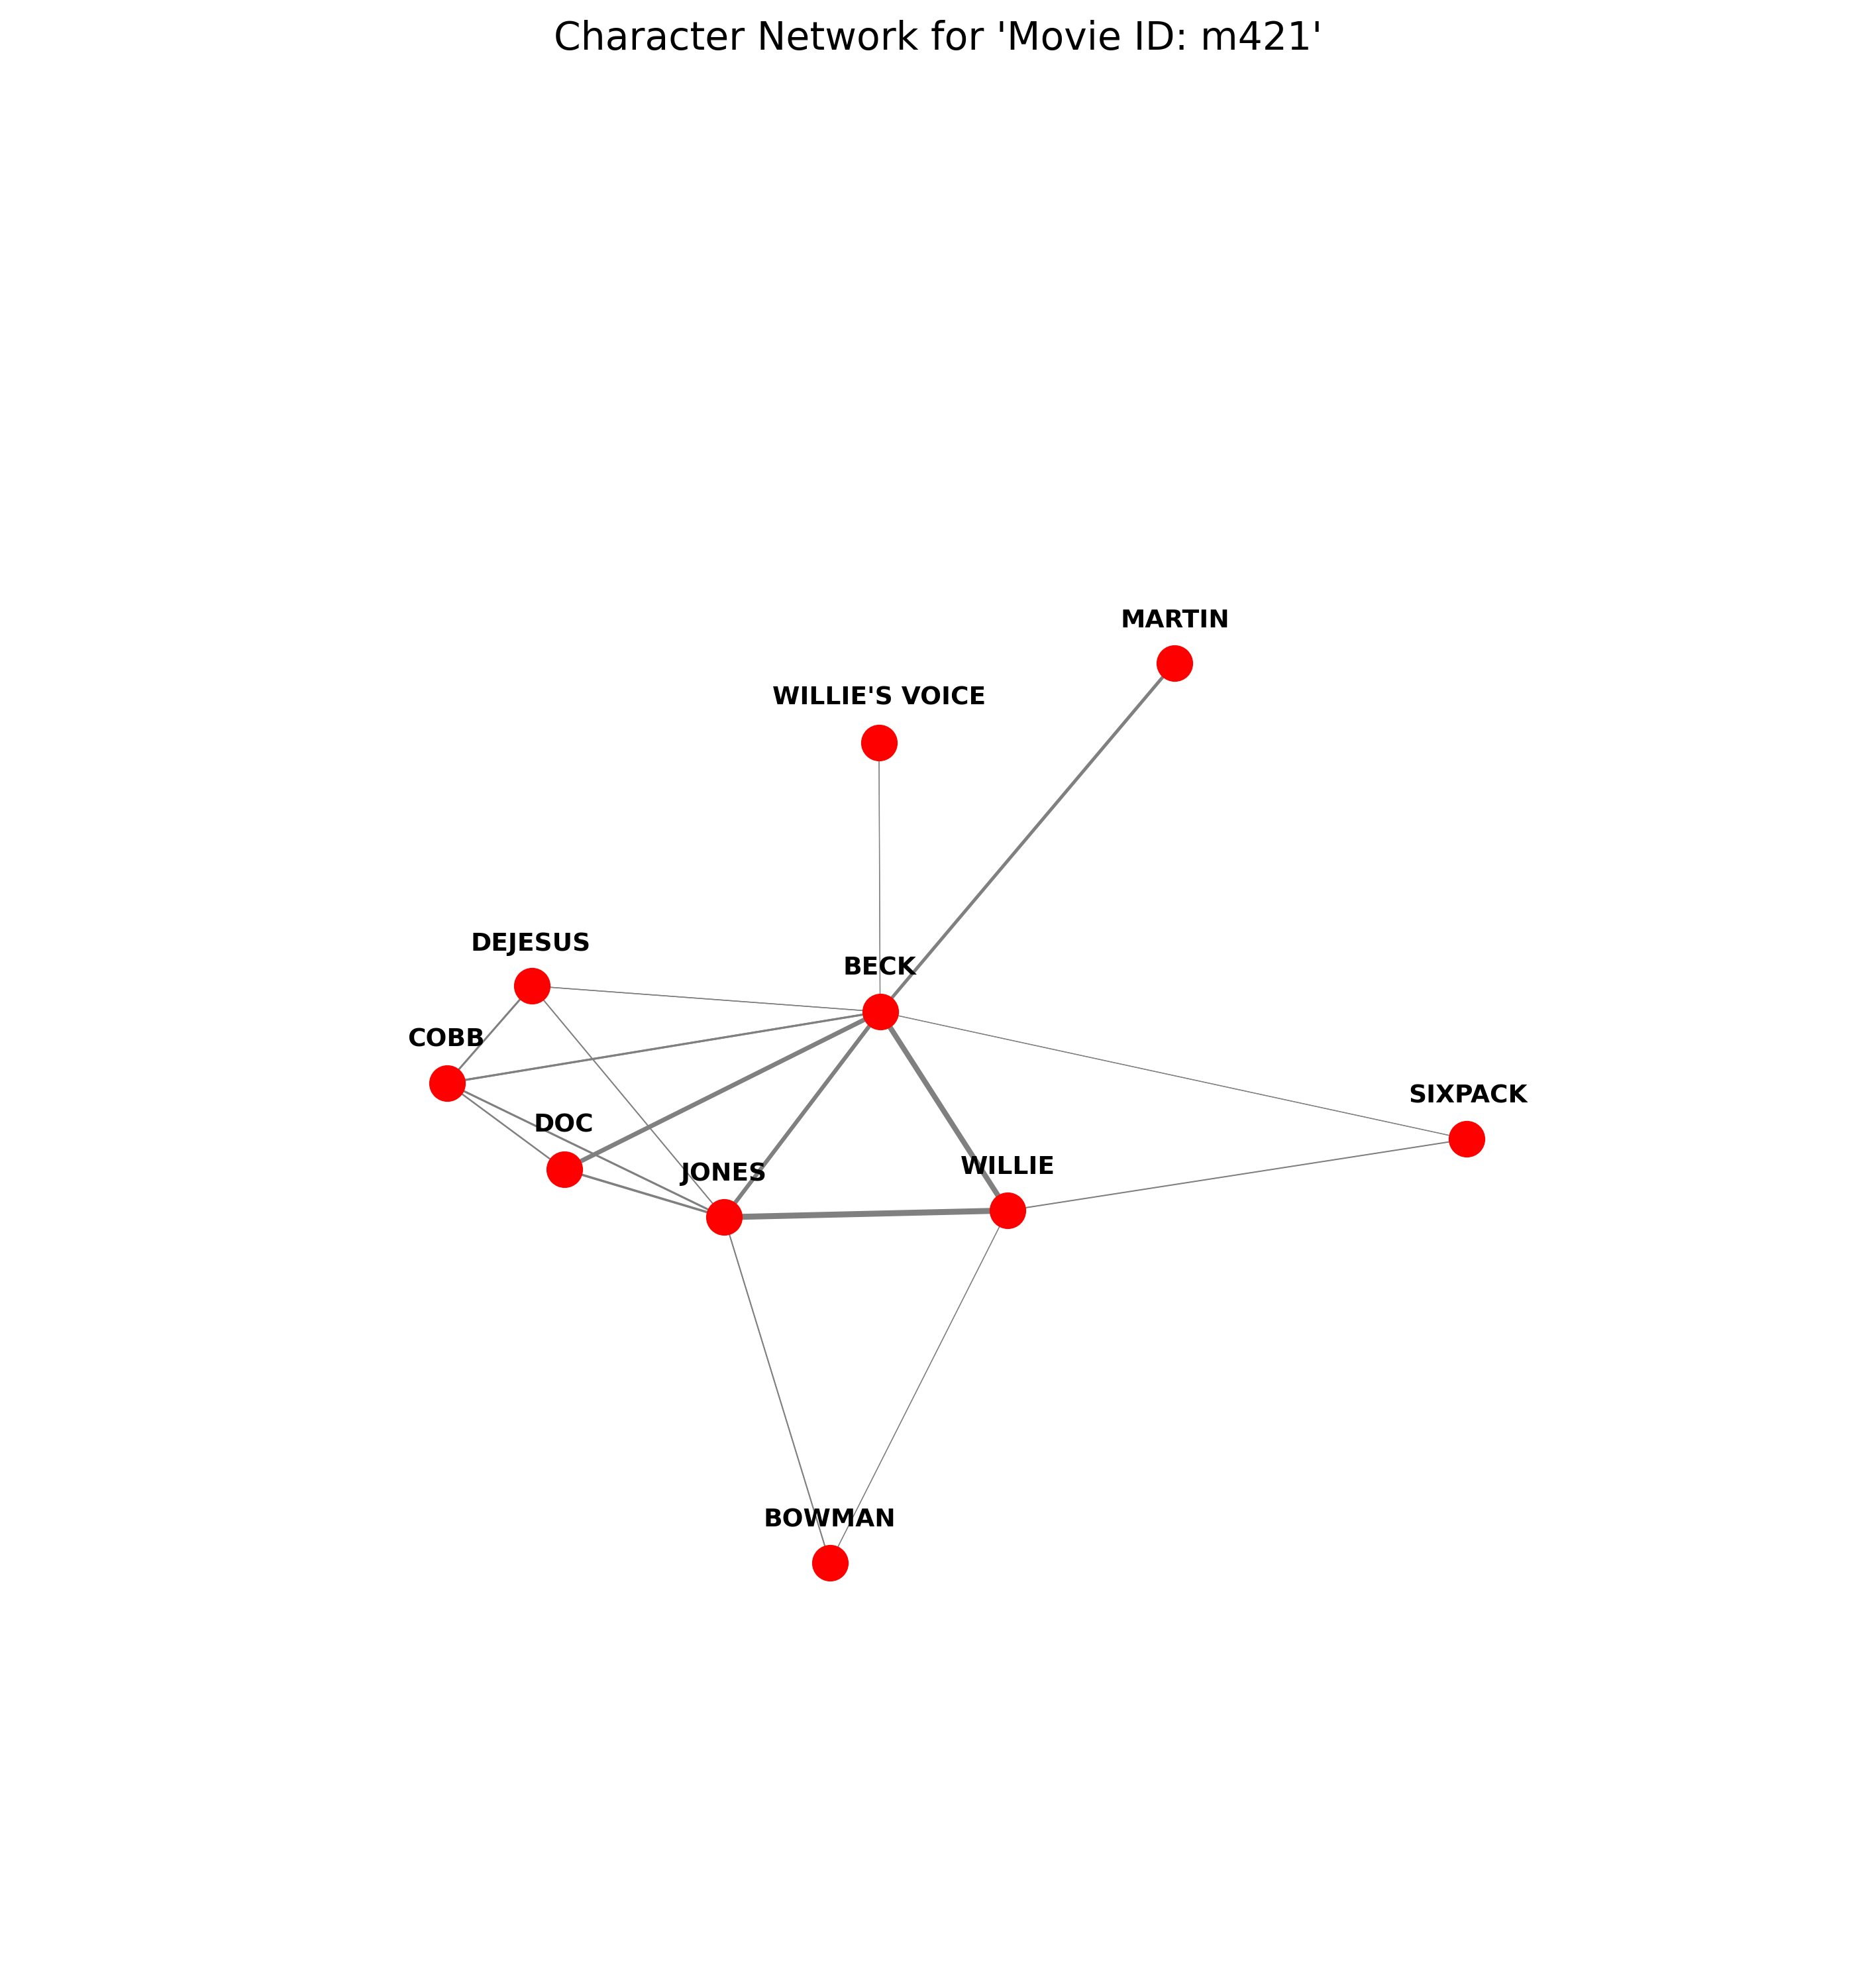 Character Network for 'Movie ID: m421'
MARTIN
WILLIE'S VOICE
DEJESUS
BECK
COBB
SIXPACK
DOC
JONES
WILLIE
BOWMAN